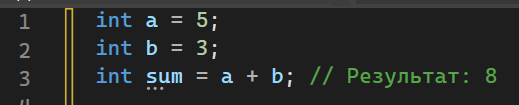 1 int a = 5;
2 int b = 3;
3 int sum = a + b; // Результат: 8